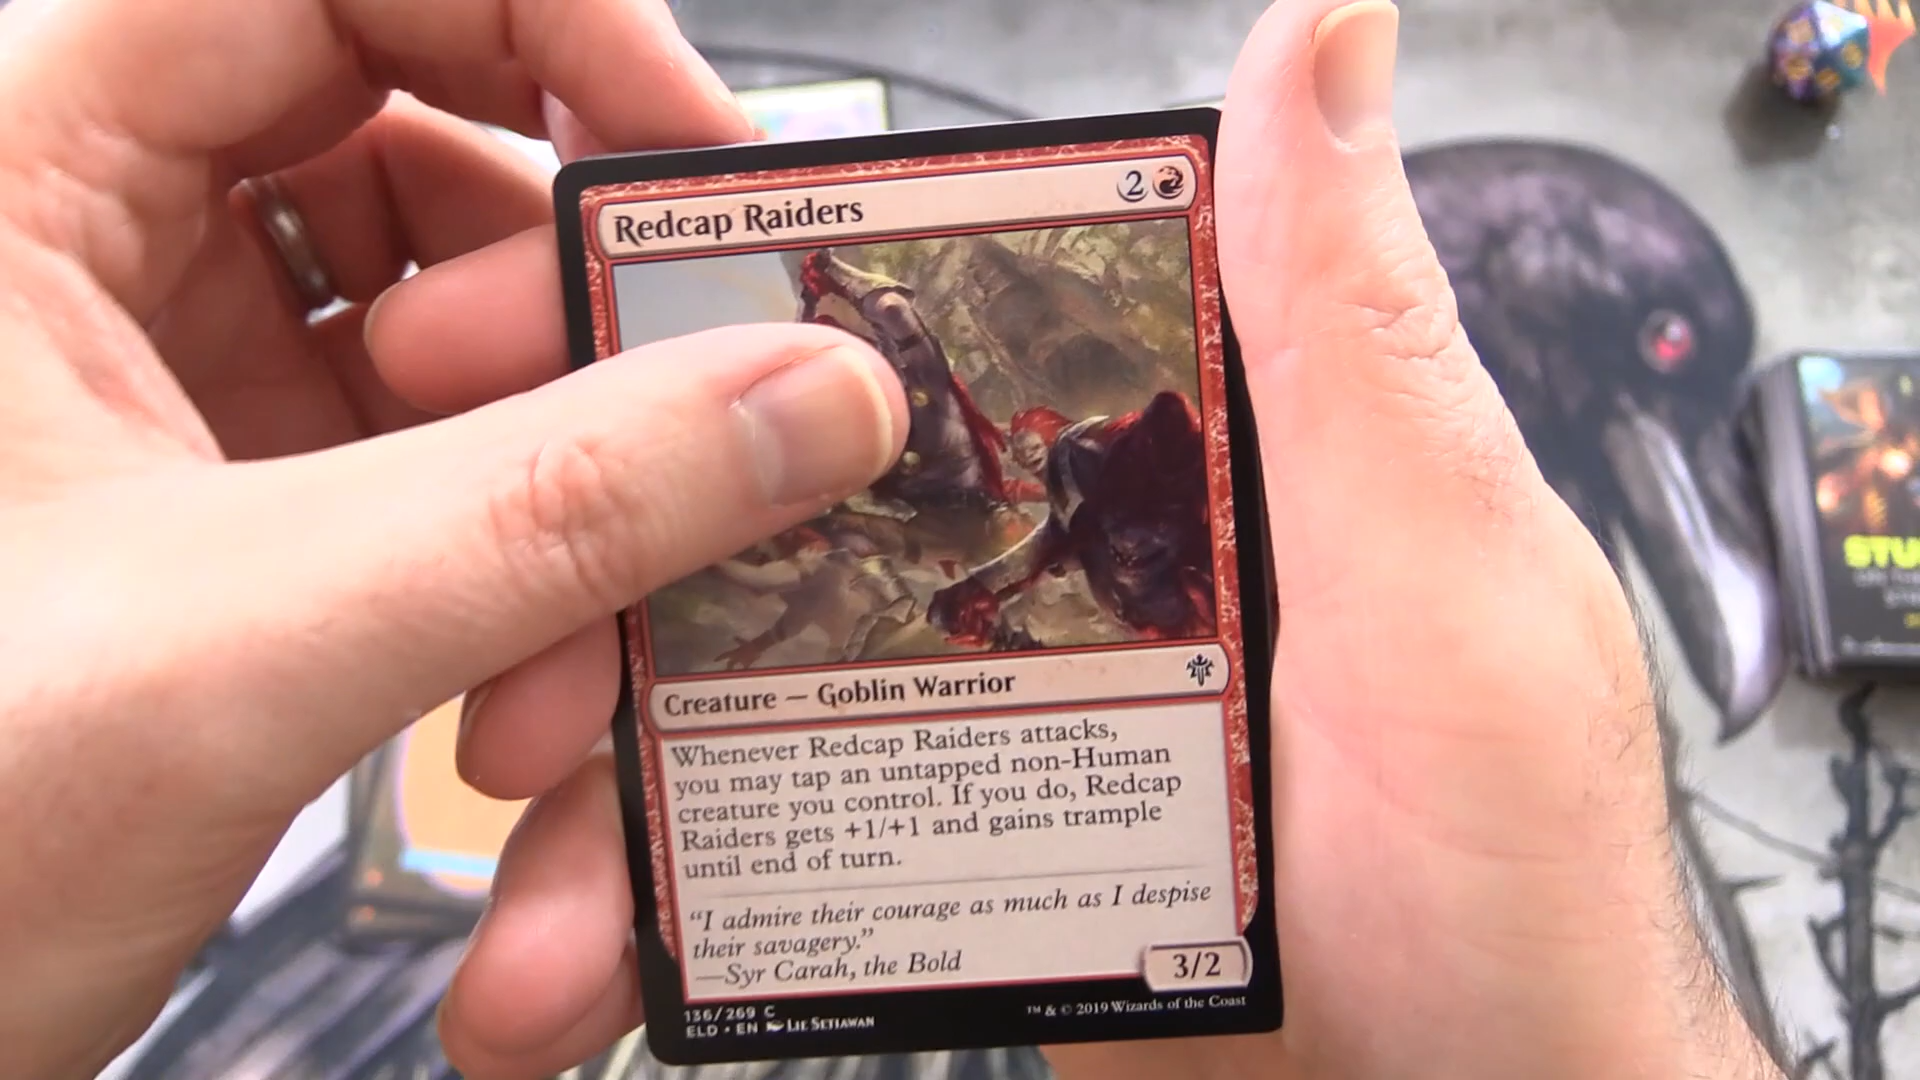 Redcap Raiders
2
Creature — Goblin Warrior
Whenever Redcap Raiders attacks,
you may tap an untapped non-Human
creature you control. If you do, Redcap
Raiders gets +1/+1 and gains trample
until end of turn.
“I admire their courage as much as I despise
their savagery.”
—Syr Carah, the Bold
3/2
136/269 C
ELD • EN Lie Setiawan
™ & © 2019 Wizards of the Coast
STU